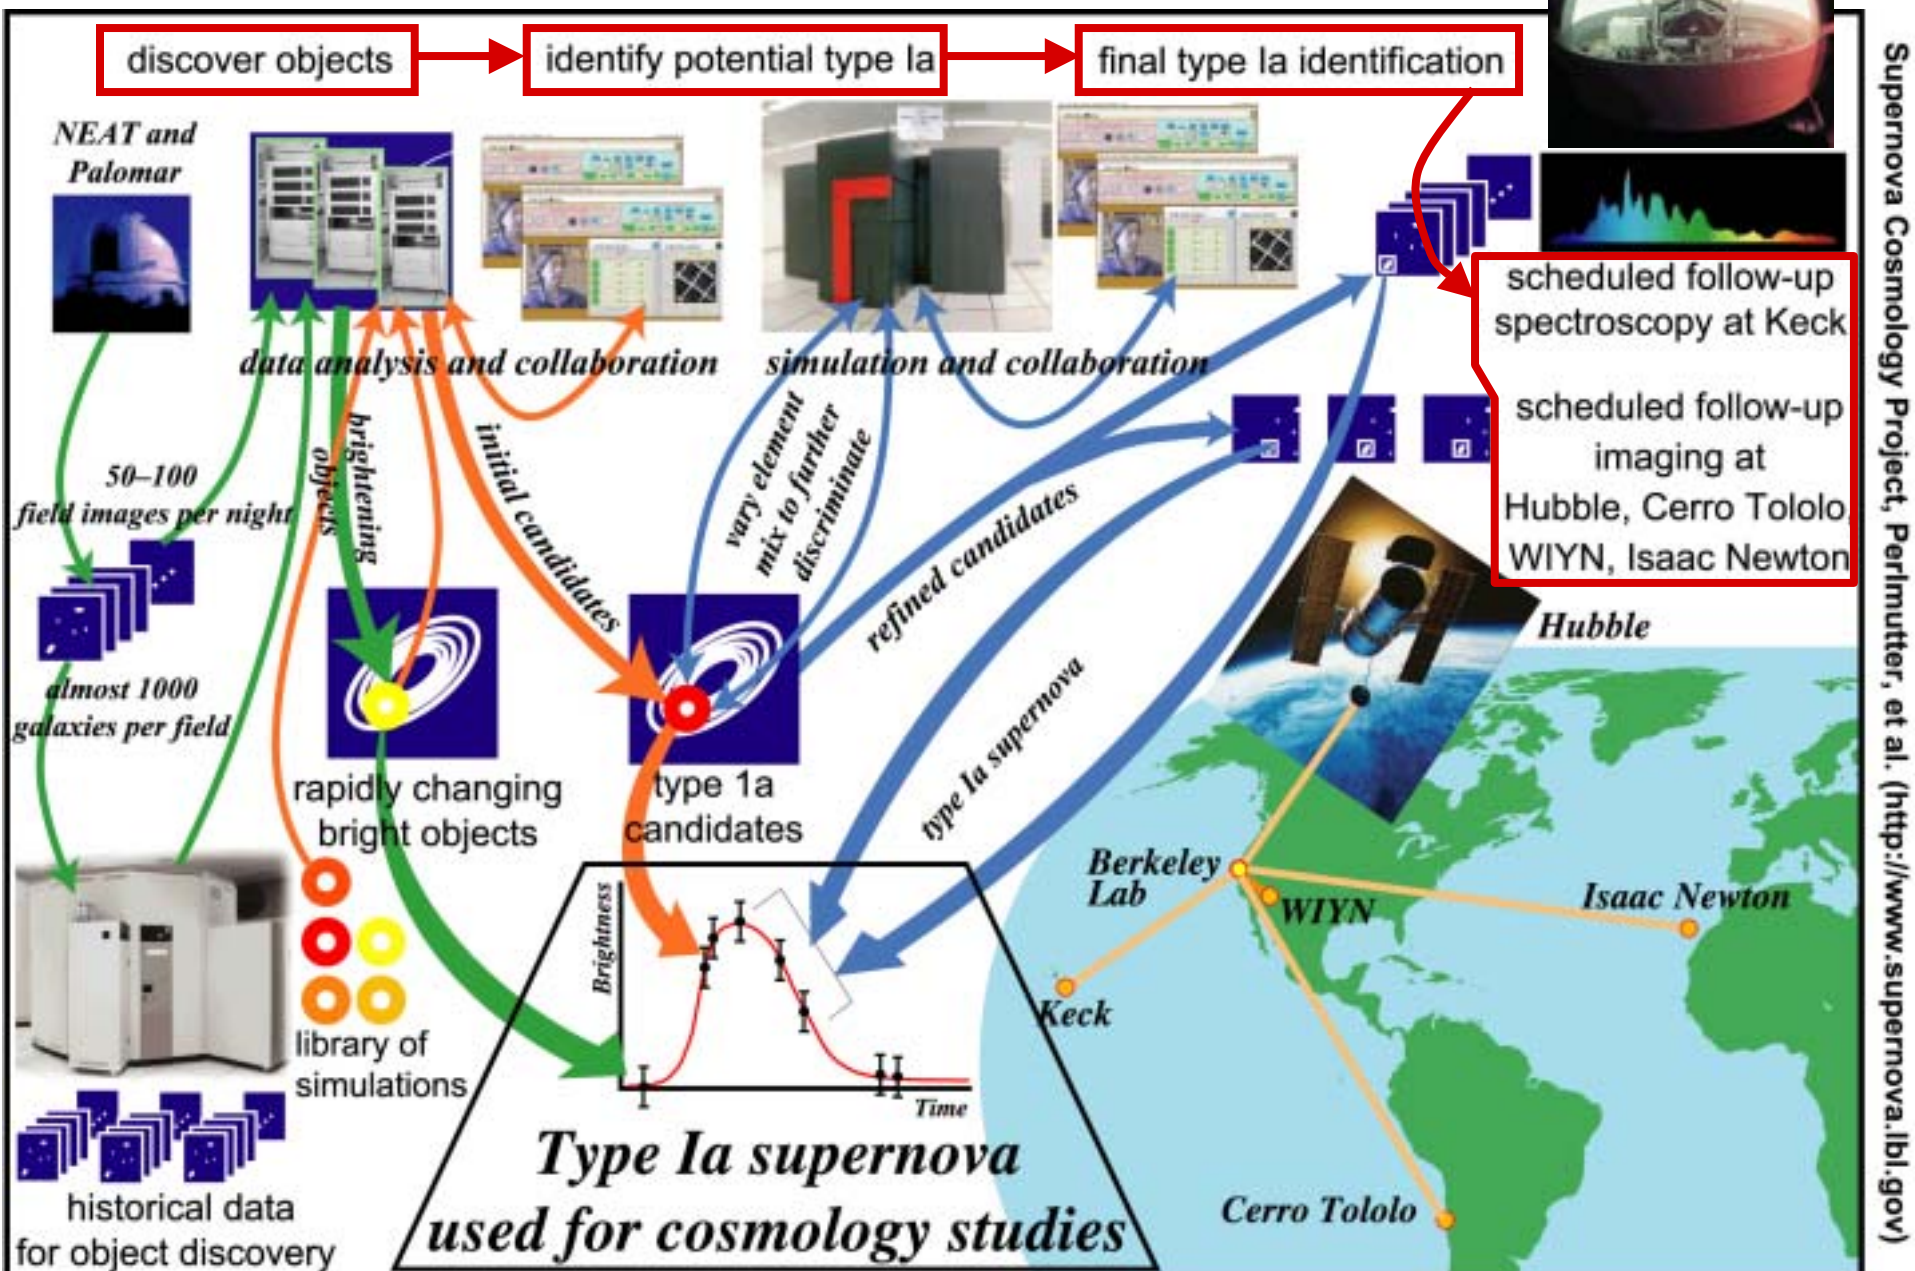 discover objects
identify potential type Ia
final type Ia identification
NEAT and
Palomar
data analysis and collaboration
simulation and collaboration
scheduled follow-up
spectroscopy at Keck
scheduled follow-up
imaging at
Hubble, Cerro Tololo,
WIYN, Isaac Newton
50–100
field images per night
brightening
objects
initial candidates
vary element
mix to further
discriminate
refined candidates
type Ia supernova
almost 1000
galaxies per field
rapidly changing
bright objects
type 1a
candidates
Hubble
Berkeley
Lab
WIYN
Isaac Newton
Keck
Cerro Tololo
library of
simulations
historical data
for object discovery
Brightness
Time
Type Ia supernova
used for cosmology studies
Supernova Cosmology Project, Perlmutter, et al. (http://www.supernova.lbl.gov)